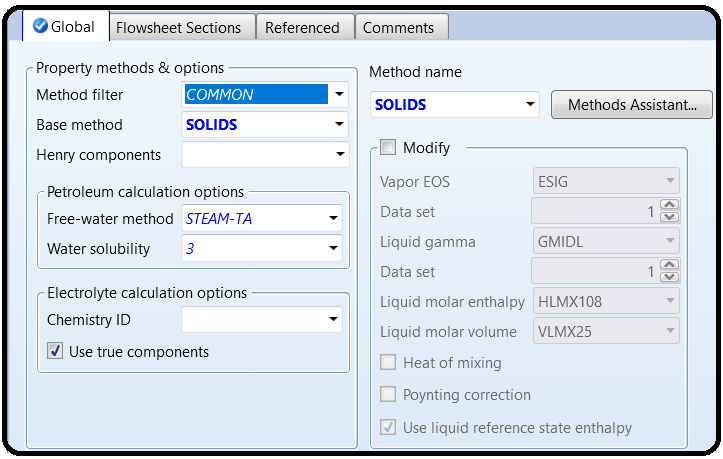 Global
Flowsheet Sections
Referenced
Comments
Property methods & options
Method filter COMMON
Base method SOLIDS
Henry components
Petroleum calculation options
Free-water method STEAM-TA
Water solubility 3
Electrolyte calculation options
Chemistry ID
Use true components
Method name
SOLIDS
Methods Assistant...
Modify
Vapor EOS ESIG
Data set 1
Liquid gamma GMIDL
Data set 1
Liquid molar enthalpy HLMX108
Liquid molar volume VLMX25
Heat of mixing
Poynting correction
Use liquid reference state enthalpy